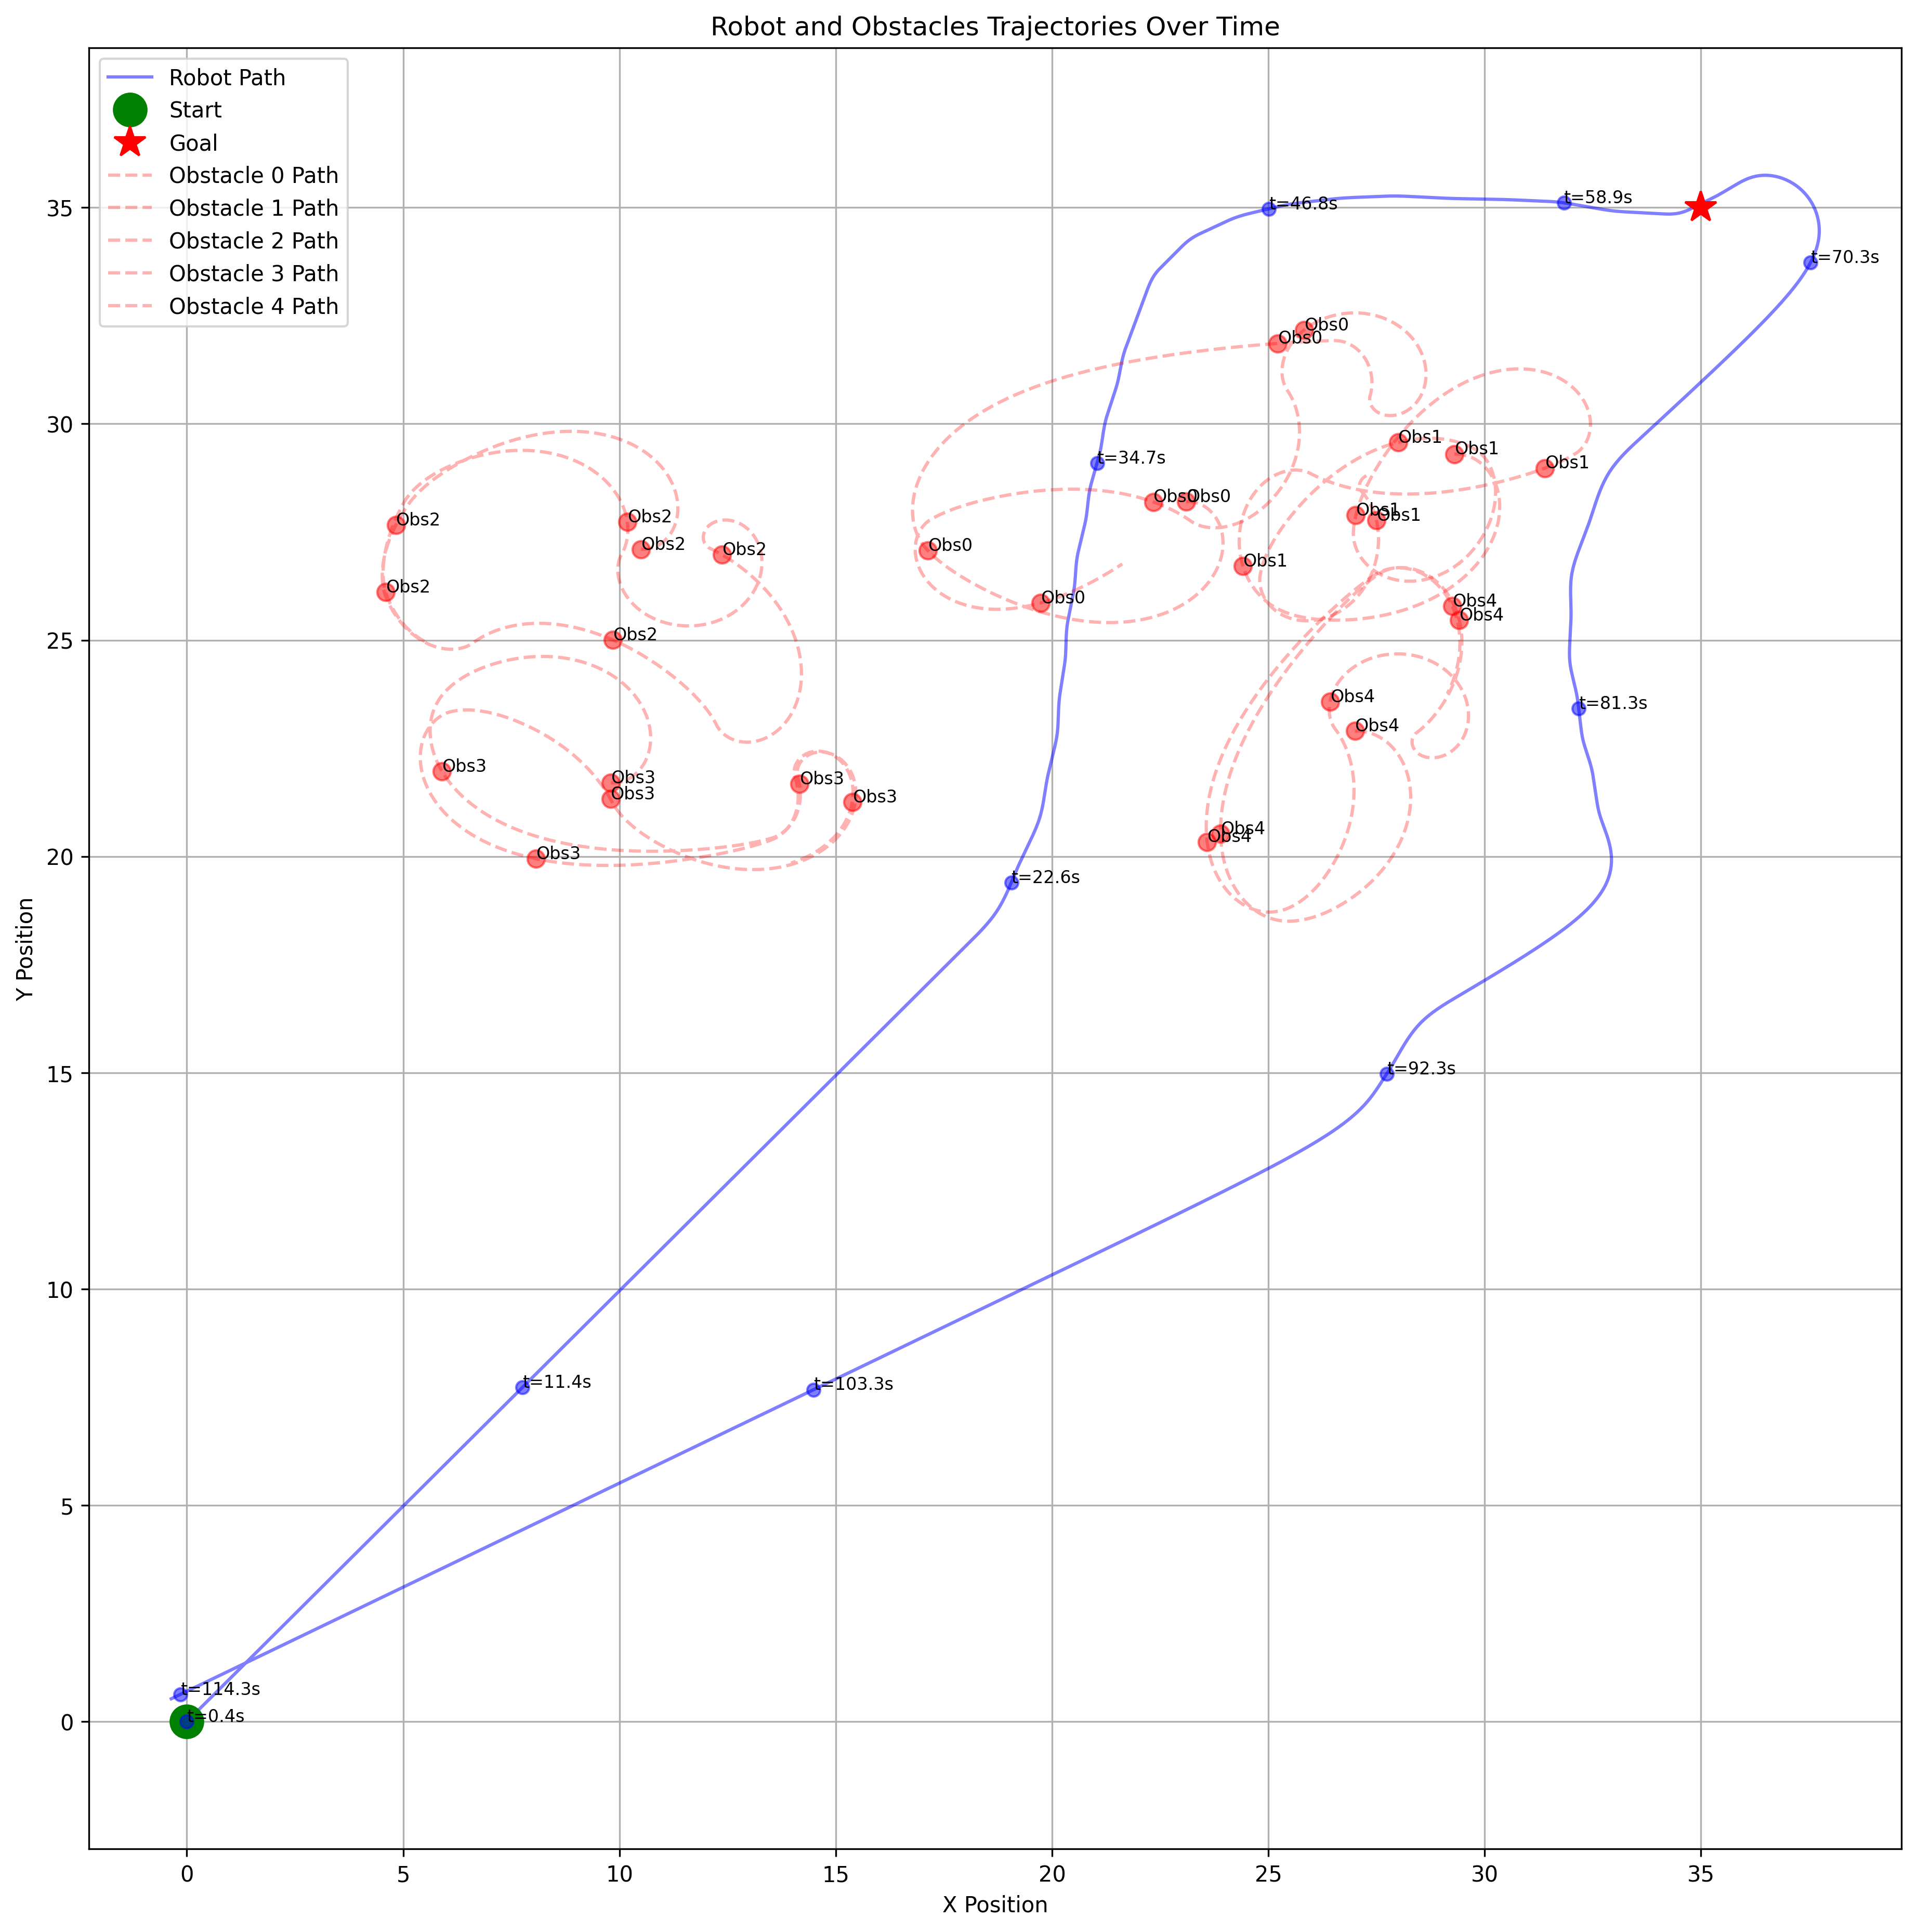 Robot and Obstacles Trajectories Over Time
Robot Path
Start
Goal
Obstacle 0 Path
Obstacle 1 Path
Obstacle 2 Path
Obstacle 3 Path
Obstacle 4 Path
35
30
25
20
15
10
5
0
Y Position
t=46.8s
t=58.9s
t=70.3s
Obs0
Obs0
t=34.7s
Obs1
Obs1
Obs1
Obs0
Obs0
Obs2
Obs2
Obs2
Obs2
Obs1
Obs1
Obs0
Obs1
Obs2
Obs0
Obs4
Obs4
Obs2
Obs4
Obs4
t=81.3s
Obs3
Obs3
Obs3
Obs3
Obs3
Obs3
Obs4
Obs4
t=22.6s
t=92.3s
t=11.4s
t=103.3s
t=114.3s
t=0.4s
0
5
10
15
20
25
30
35
X Position